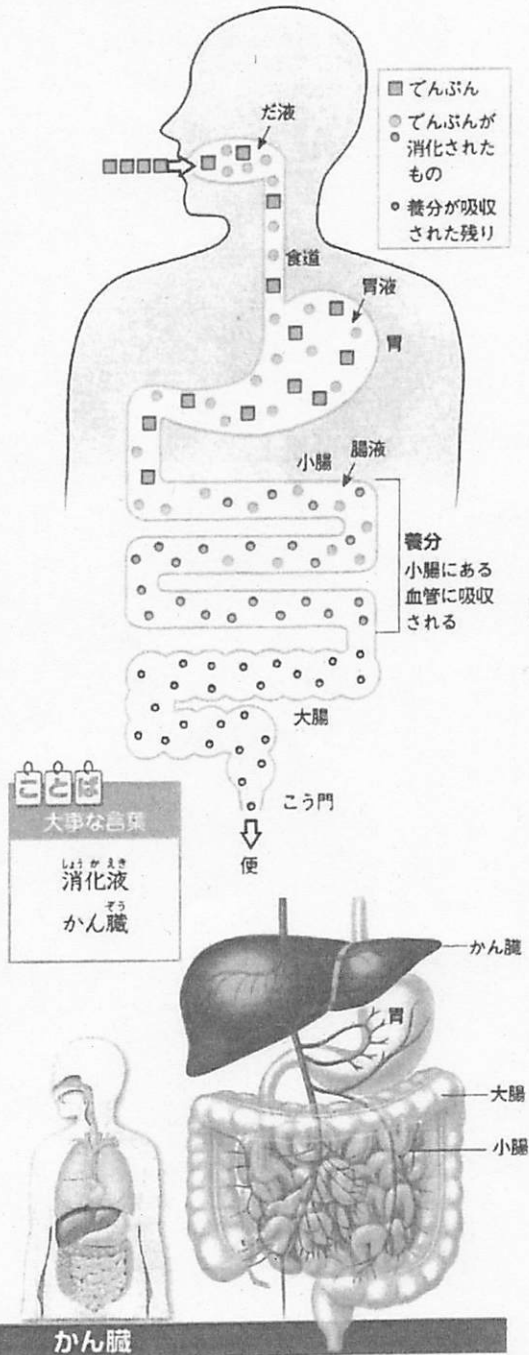 でんぷん
でんぷんが
消化された
もの
養分が吸収
された残り
だ液
食道
胃液
胃
小腸
腸液
養分
小腸にある
血管に吸収
される
大腸
こう門
便
ことば
大事な言葉
しょうかえき
消化液
ぞう
かん臓
かん臓
胃
大腸
小腸
かん臓